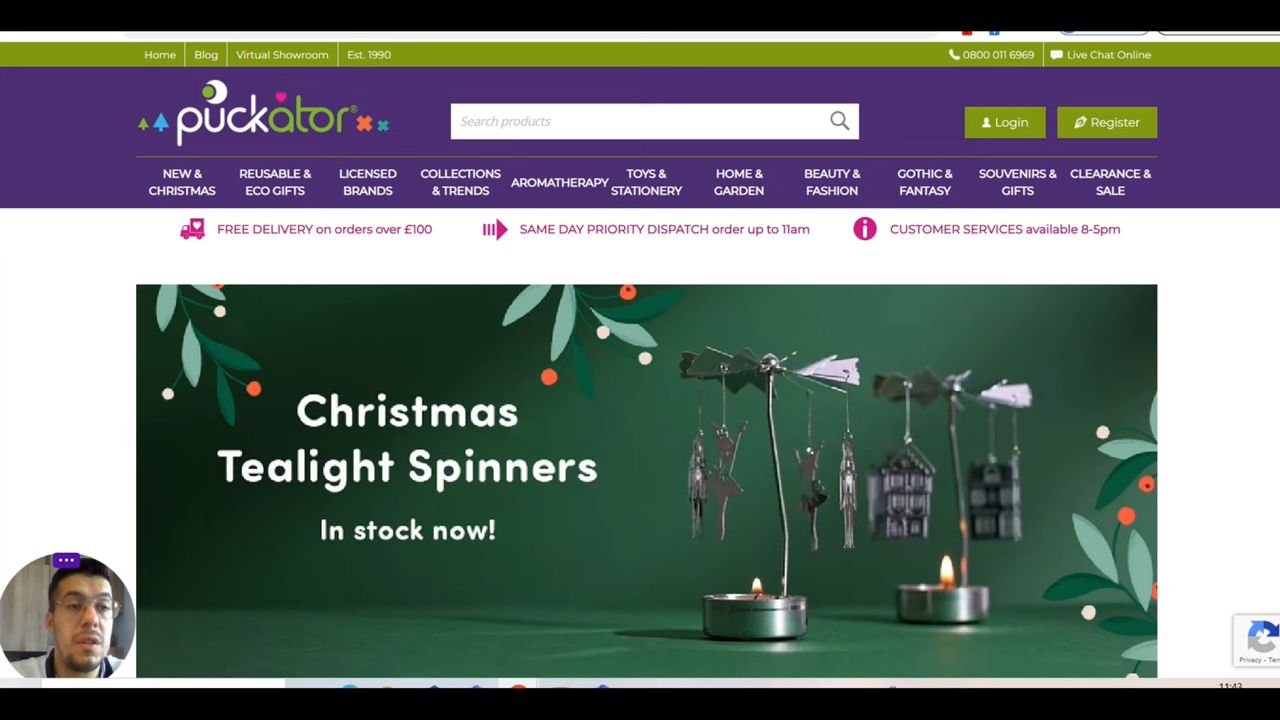 Home Blog Virtual Showroom Est. 1990 0800 011 6969 Live Chat Online
puckator®
Search products
Login
Register
NEW & CHRISTMAS
REUSABLE & ECO GIFTS
LICENSED BRANDS
COLLECTIONS & TRENDS
AROMATHERAPY
TOYS & STATIONERY
HOME & GARDEN
BEAUTY & FASHION
GOTHIC & FANTASY
SOUVENIRS & GIFTS
CLEARANCE & SALE
FREE DELIVERY on orders over £100
SAME DAY PRIORITY DISPATCH order up to 11am
CUSTOMER SERVICES available 8-5pm
Christmas
Tealight Spinners
In stock now!
Privacy -
11:43